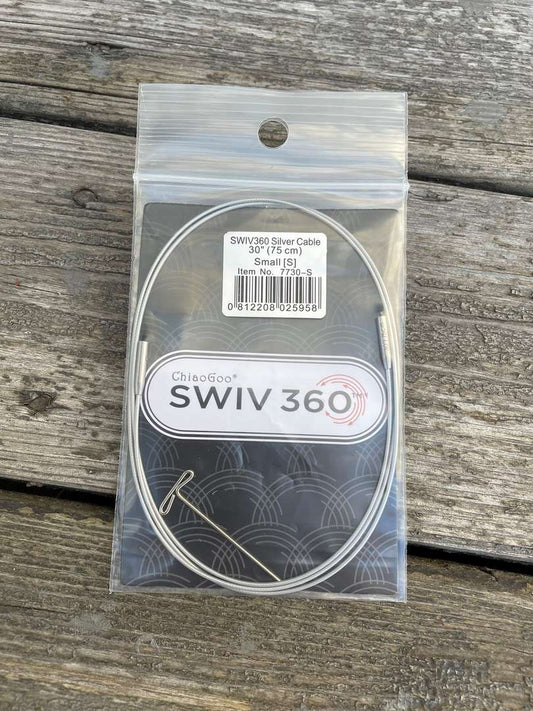 SWIV360 Silver Cable
30" (75 cm)
Small [S]
Item No. 7730-S
0 812208 025958
ChiaoGoo®
SWIV 360™